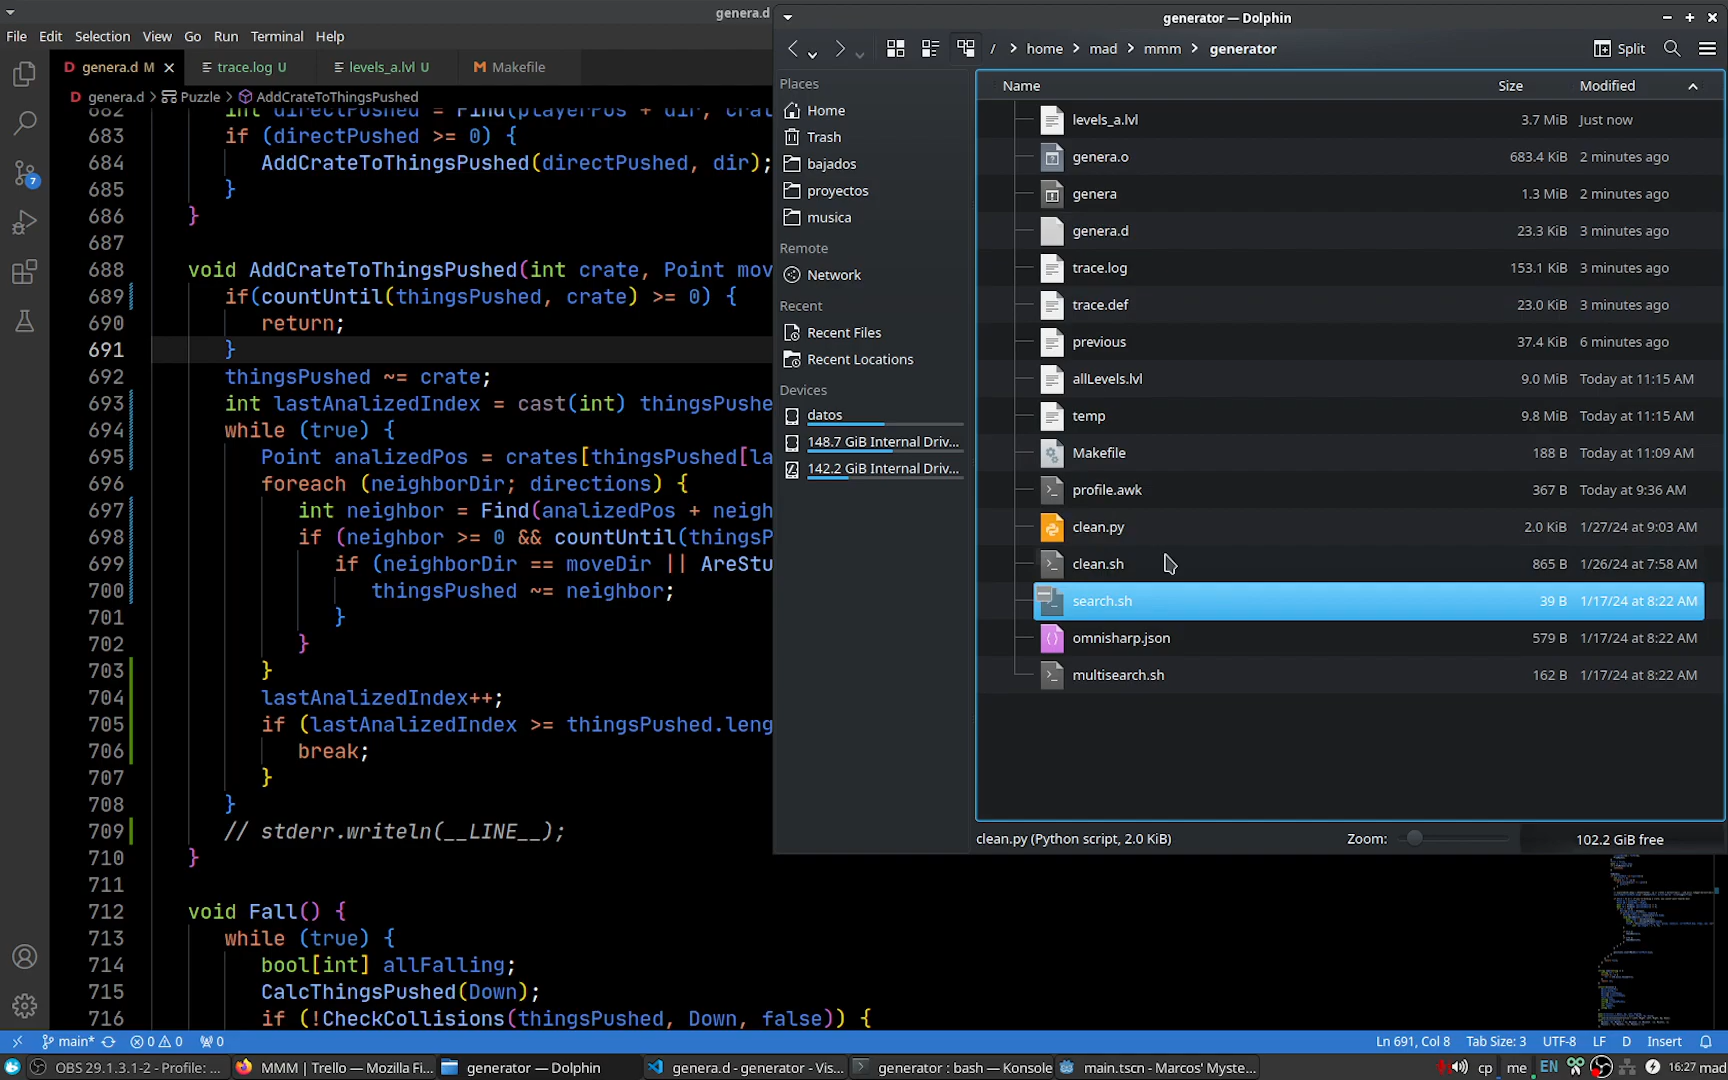 genera.d
File Edit Selection View Go Run Terminal Help
genera.d M
trace.log U
levels_a.lvl U
Makefile
genera.d > Puzzle > AddCrateToThingsPushed
682 int directPushed = Find(playerPos + dir, crat
683 if (directPushed >= 0) {
684 AddCrateToThingsPushed(directPushed, dir);
685 }
686 }
687
688 void AddCrateToThingsPushed(int crate, Point mov
689 if(countUntil(thingsPushed, crate) >= 0) {
690 return;
691 }
692 thingsPushed ~= crate;
693 int lastAnalizedIndex = cast(int) thingsPushe
694 while (true) {
695 Point analizedPos = crates[thingsPushed[la
696 foreach (neighborDir; directions) {
697 int neighbor = Find(analizedPos + neigh
698 if (neighbor >= 0 && countUntil(thingsP
699 if (neighborDir == moveDir || AreStu
700 thingsPushed ~= neighbor;
701 }
702 }
703 }
704 lastAnalizedIndex++;
705 if (lastAnalizedIndex >= thingsPushed.leng
706 break;
707 }
708 }
709 // stderr.writeln(__LINE__);
710 }
711
712 void Fall() {
713 while (true) {
714 bool[int] allFalling;
715 CalcThingsPushed(Down);
716 if (!CheckCollisions(thingsPushed, Down, false)) {
generator — Dolphin
/ > home > mad > mmm > generator
Split
Places
Home
Trash
bajados
proyectos
musica
Remote
Network
Recent
Recent Files
Recent Locations
Devices
datos
148.7 GiB Internal Driv...
142.2 GiB Internal Driv...
Name Size Modified
levels_a.lvl 3.7 MiB Just now
genera.o 683.4 KiB 2 minutes ago
genera 1.3 MiB 2 minutes ago
genera.d 23.3 KiB 3 minutes ago
trace.log 153.1 KiB 3 minutes ago
trace.def 23.0 KiB 3 minutes ago
previous 37.4 KiB 6 minutes ago
allLevels.lvl 9.0 MiB Today at 11:15 AM
temp 9.8 MiB Today at 11:15 AM
Makefile 188 B Today at 11:09 AM
profile.awk 367 B Today at 9:36 AM
clean.py 2.0 KiB 1/27/24 at 9:03 AM
clean.sh 865 B 1/26/24 at 7:58 AM
search.sh 39 B 1/17/24 at 8:22 AM
omnisharp.json 579 B 1/17/24 at 8:22 AM
multisearch.sh 162 B 1/17/24 at 8:22 AM
clean.py (Python script, 2.0 KiB) Zoom: 102.2 GiB free
7
main* 0 0 0 Ln 691, Col 8 Tab Size: 3 UTF-8 LF D Insert
OBS 29.1.3.1-2 - Profile: ... MMM | Trello — Mozilla Fi... generator — Dolphin genera.d - generator - Vis... generator : bash — Konsole main.tscn - Marcos' Myste... cp me EN 16:27 mad